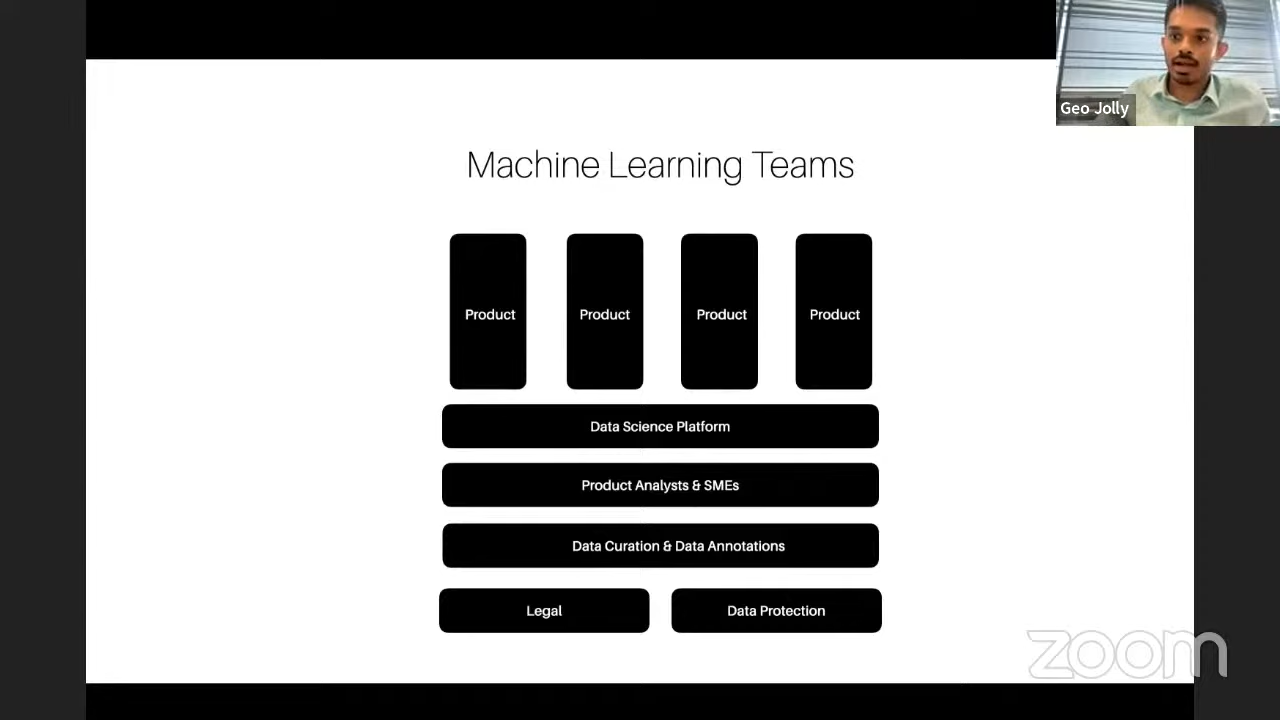 Geo Jolly
Machine Learning Teams
Product Product Product Product
Data Science Platform
Product Analysts & SMEs
Data Curation & Data Annotations
Legal Data Protection
zoom